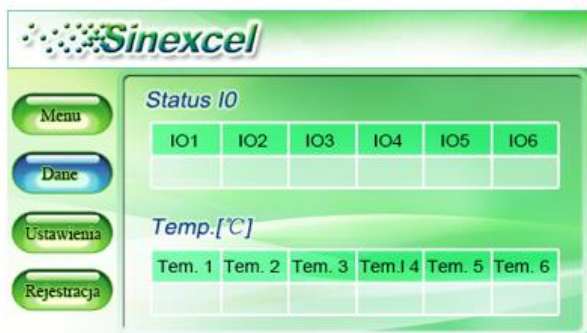 Sinexcel
Menu
Dane
Ustawienia
Rejestracja
Status I0
IO1 IO2 IO3 IO4 IO5 IO6
Temp.[℃]
Tem. 1 Tem. 2 Tem. 3 Tem.l 4 Tem. 5 Tem. 6